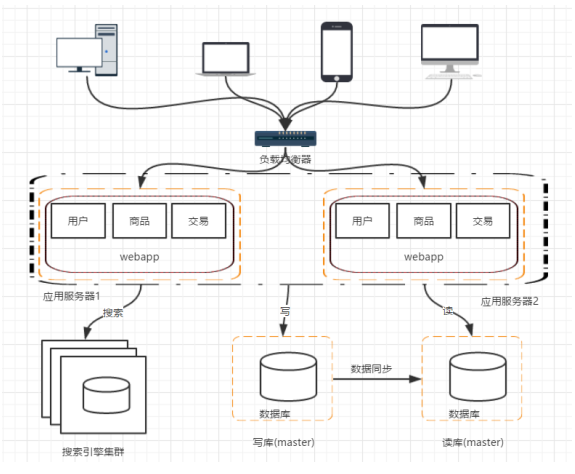 负载均衡器
用户 商品 交易
webapp
用户 商品 交易
webapp
应用服务器1
应用服务器2
搜索
写
读
数据同步
数据库
数据库
搜索引擎集群
写库(master)
读库(master)